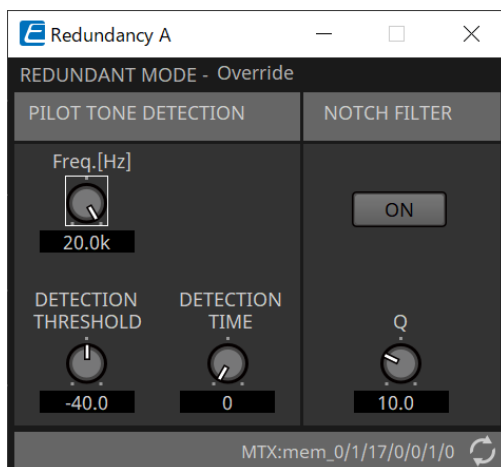 Redundancy A
REDUNDANT MODE - Override
PILOT TONE DETECTION
NOTCH FILTER
Freq.[Hz]
20.0k
ON
DETECTION THRESHOLD
DETECTION TIME
Q
-40.0
0
10.0
MTX:mem_0/1/17/0/0/1/0